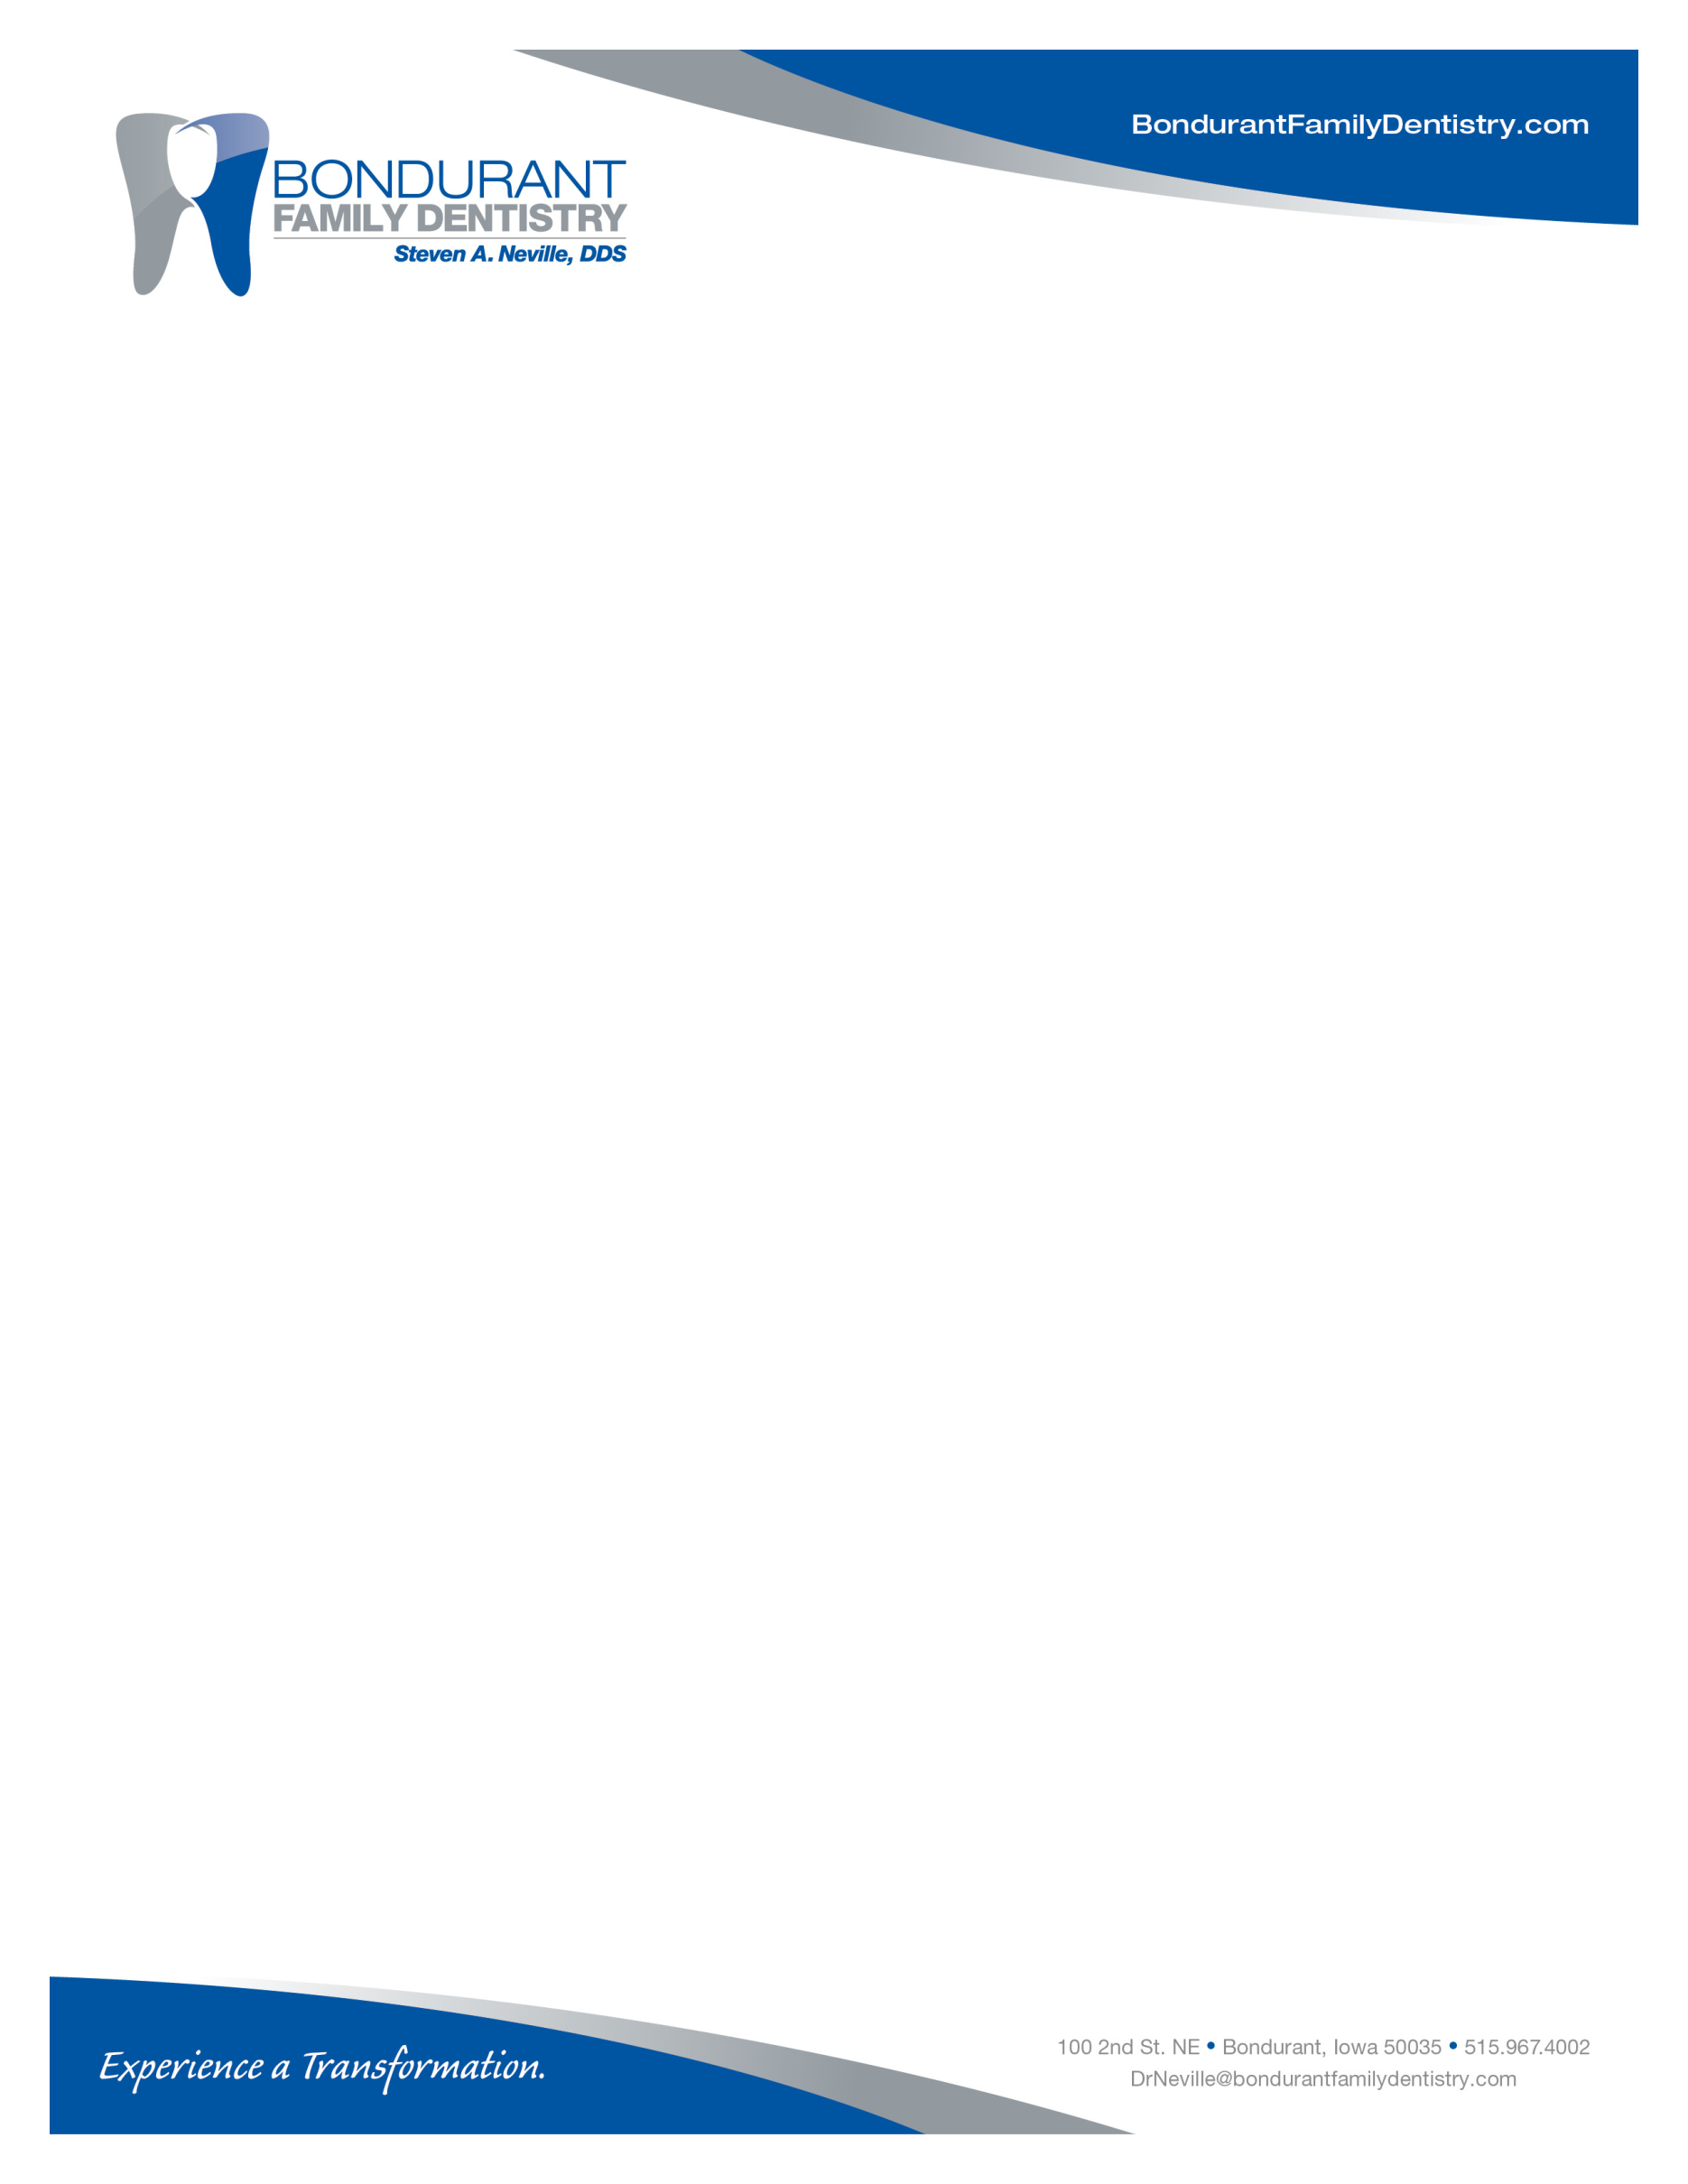 BondurantFamilyDentistry.com
BONDURANT
FAMILY DENTISTRY
Steven A. Neville, DDS
Experience a Transformation.
100 2nd St. NE • Bondurant, Iowa 50035 • 515.967.4002
DrNeville@bondurantfamilydentistry.com